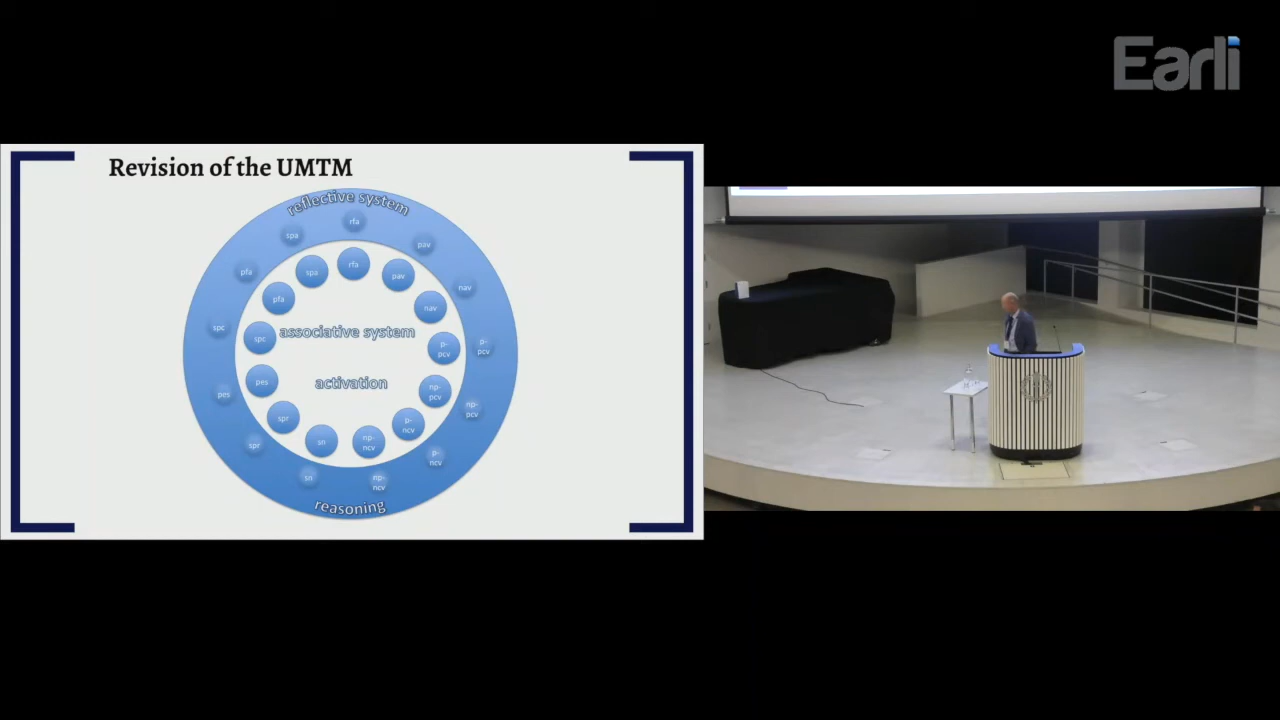 Earli
Revision of the UMTM
reflective system
rfa
spa
pav
pfa
nav
spc
p-
pcv
pes
np-
pcv
spr
p-
ncv
sn
np-
ncv
reasoning
rfa
spa
pav
pfa
nav
spc
associative system
p-
pcv
pes
activation
np-
pcv
spr
p-
ncv
sn
np-
ncv